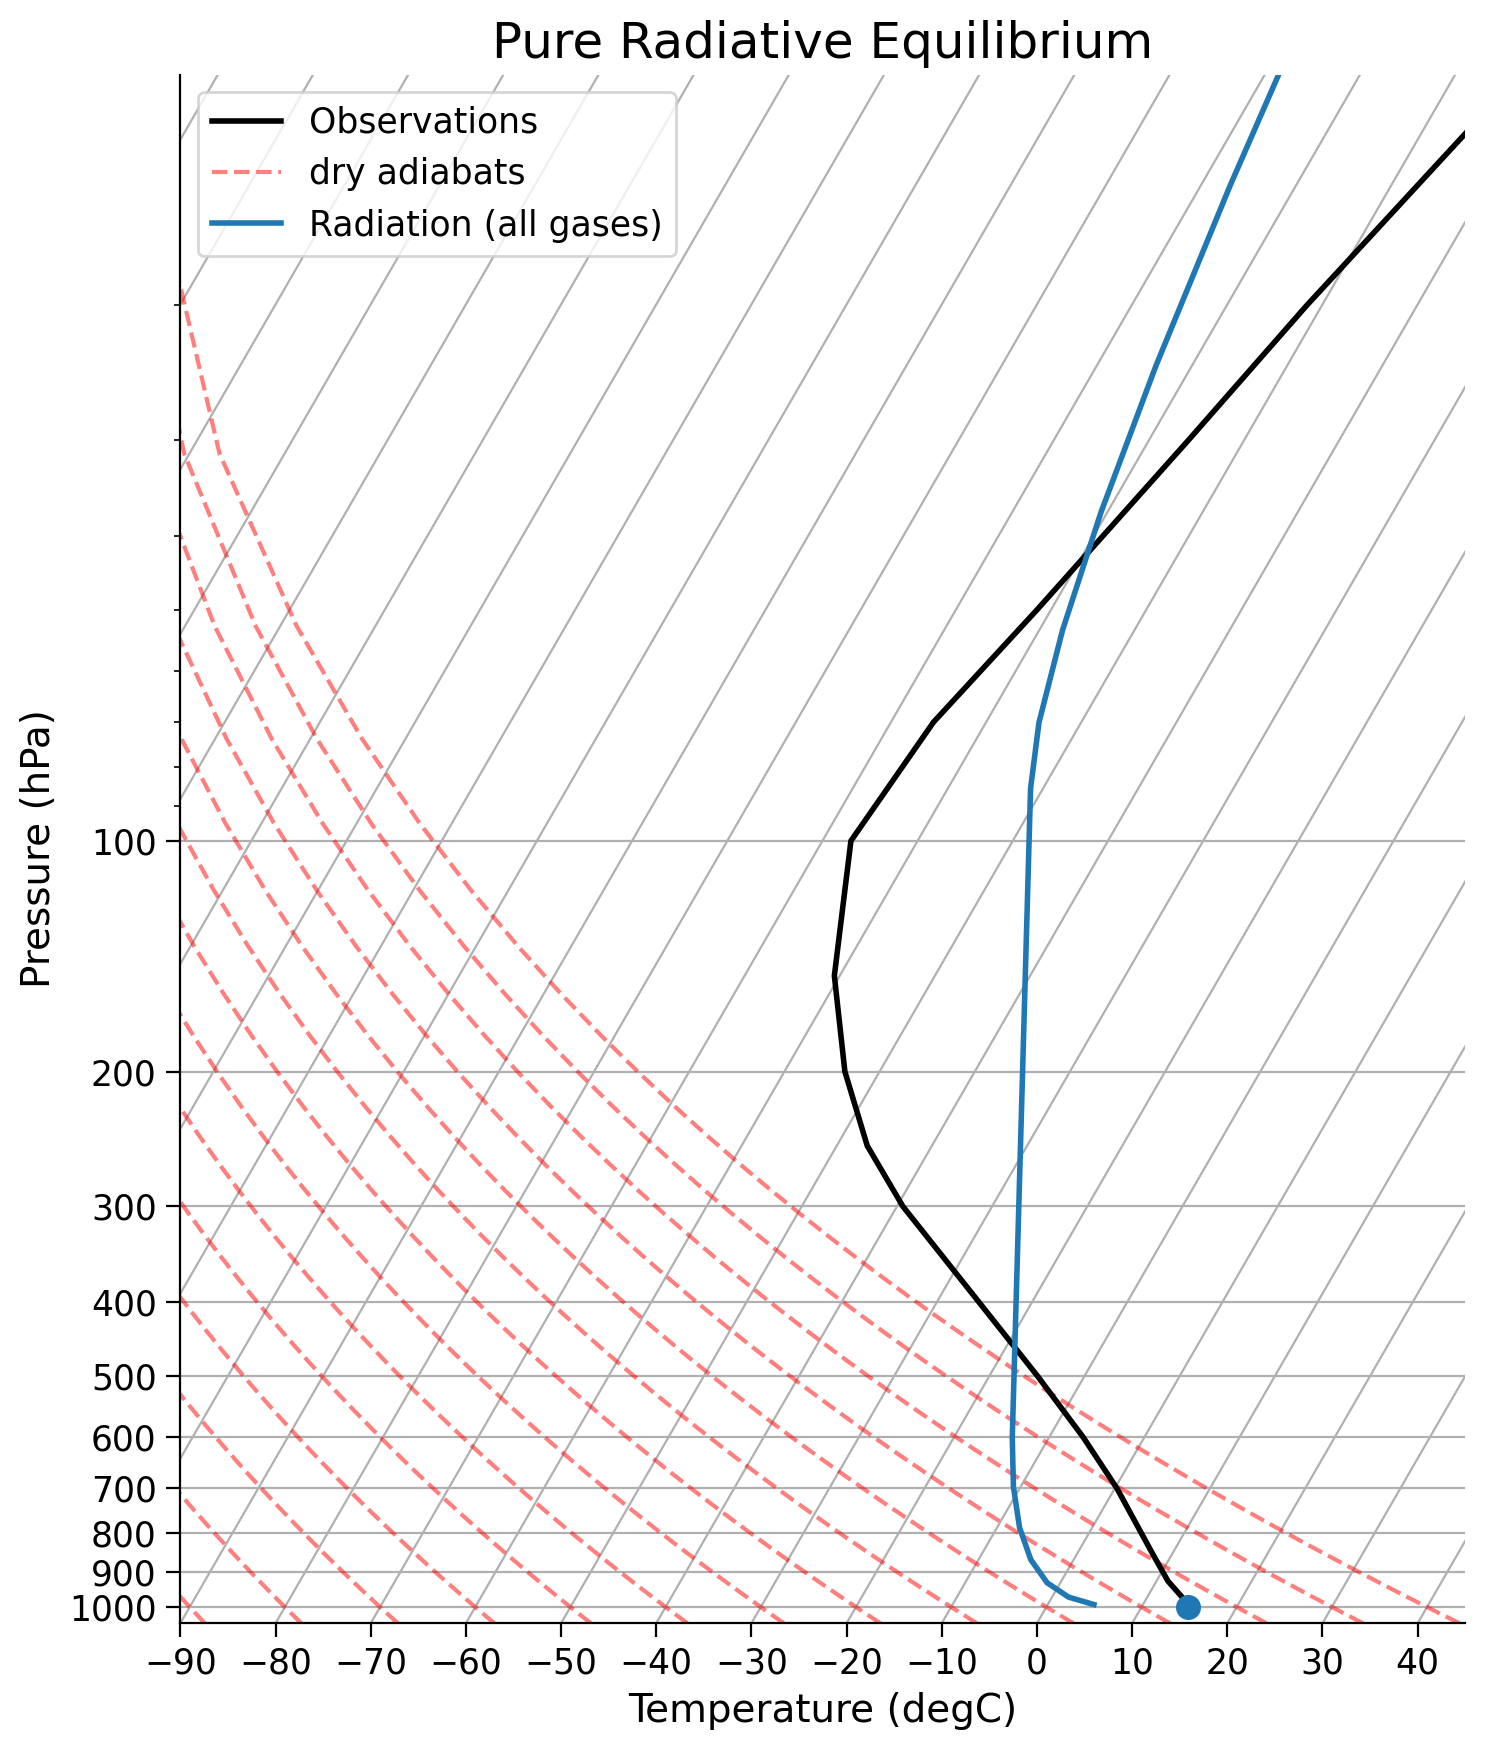 Pure Radiative Equilibrium
Observations
dry adiabats
Radiation (all gases)
Pressure (hPa)
100
200
300
400
500
600
700
800
900
1000
−90 −80 −70 −60 −50 −40 −30 −20 −10 0 10 20 30 40
Temperature (degC)